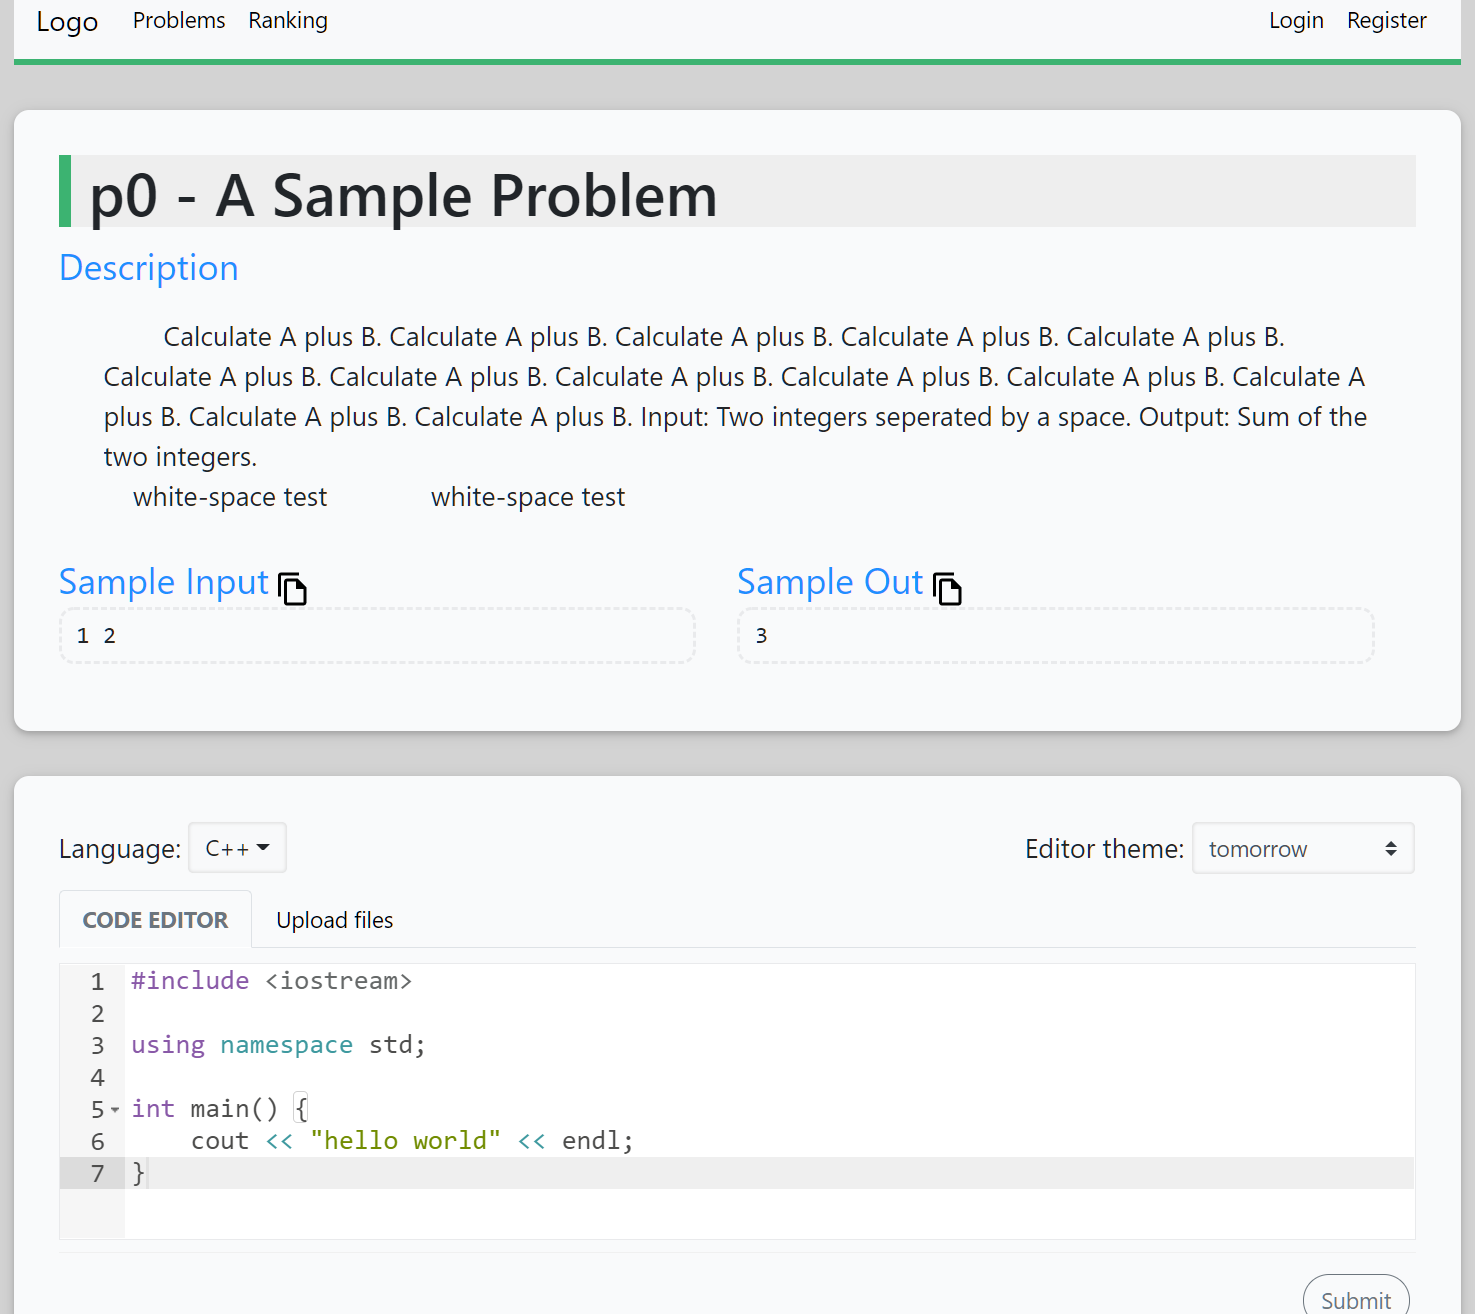 Logo Problems Ranking Login Register
p0 - A Sample Problem
Description
Calculate A plus B. Calculate A plus B. Calculate A plus B. Calculate A plus B. Calculate A plus B.
Calculate A plus B. Calculate A plus B. Calculate A plus B. Calculate A plus B. Calculate A plus B. Calculate A
plus B. Calculate A plus B. Calculate A plus B. Input: Two integers seperated by a space. Output: Sum of the
two integers.
white-space test white-space test
Sample Input Sample Out
1 2 3
Language: C++ Editor theme: tomorrow
CODE EDITOR Upload files
1 #include <iostream>
2
3 using namespace std;
4
5 int main() {
6 cout << "hello world" << endl;
7 }
Submit